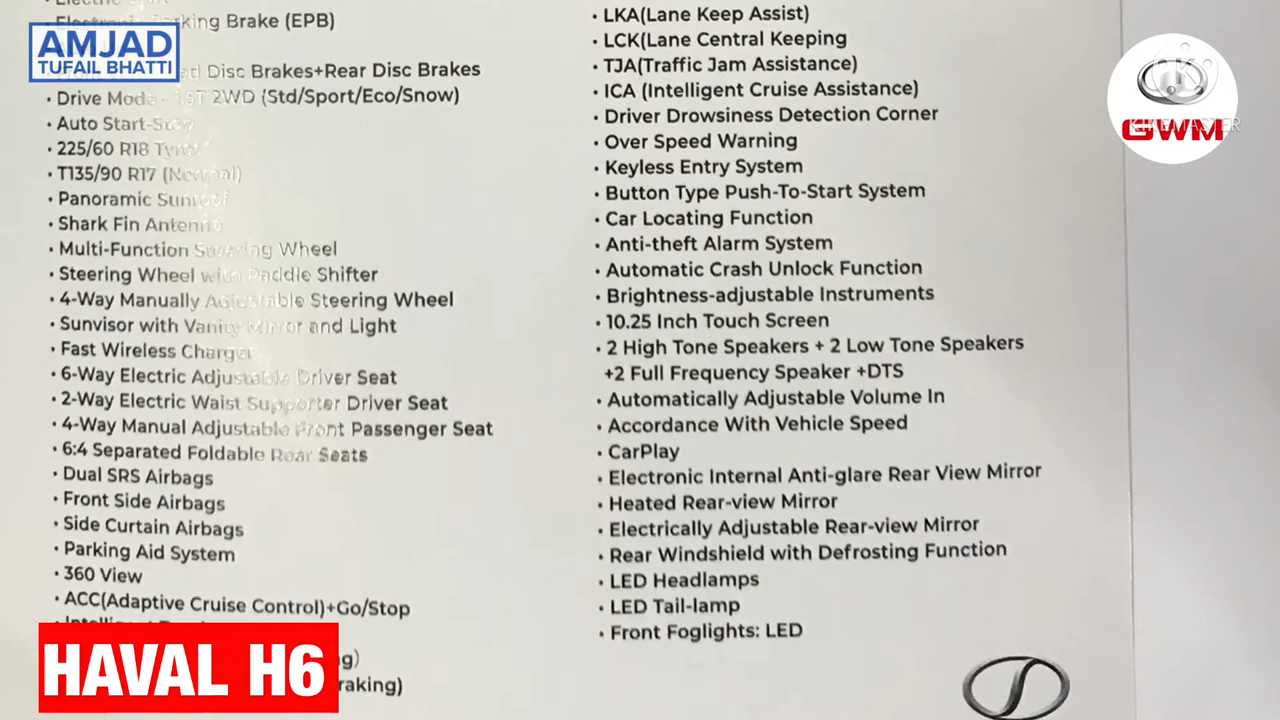 Parking Brake (EPB)
AMJAD
TUFAIL BHATTI
Disc Brakes+Rear Disc Brakes
• Drive Mode - 1.5T 2WD (Std/Sport/Eco/Snow)
• Auto Start-Stop
• 225/60 R18 Tyres
• T135/90 R17 (Normal)
• Panoramic Sunroof
• Shark Fin Antenna
• Multi-Function Steering Wheel
• Steering Wheel with Paddle Shifter
• 4-Way Manually Adjustable Steering Wheel
• Sunvisor with Vanity Mirror and Light
• Fast Wireless Charger
• 6-Way Electric Adjustable Driver Seat
• 2-Way Electric Waist Supporter Driver Seat
• 4-Way Manual Adjustable Front Passenger Seat
• 6:4 Separated Foldable Rear Seats
• Dual SRS Airbags
• Front Side Airbags
• Side Curtain Airbags
• Parking Aid System
• 360 View
• ACC(Adaptive Cruise Control)+Go/Stop
HAVAL H6
• LKA(Lane Keep Assist)
• LCK(Lane Central Keeping
• TJA(Traffic Jam Assistance)
• ICA (Intelligent Cruise Assistance)
• Driver Drowsiness Detection Corner
• Over Speed Warning
• Keyless Entry System
• Button Type Push-To-Start System
• Car Locating Function
• Anti-theft Alarm System
• Automatic Crash Unlock Function
• Brightness-adjustable Instruments
• 10.25 Inch Touch Screen
• 2 High Tone Speakers + 2 Low Tone Speakers
+2 Full Frequency Speaker +DTS
• Automatically Adjustable Volume In
• Accordance With Vehicle Speed
• CarPlay
• Electronic Internal Anti-glare Rear View Mirror
• Heated Rear-view Mirror
• Electrically Adjustable Rear-view Mirror
• Rear Windshield with Defrosting Function
• LED Headlamps
• LED Tail-lamp
• Front Foglights: LED
KINEMASTER
GWM